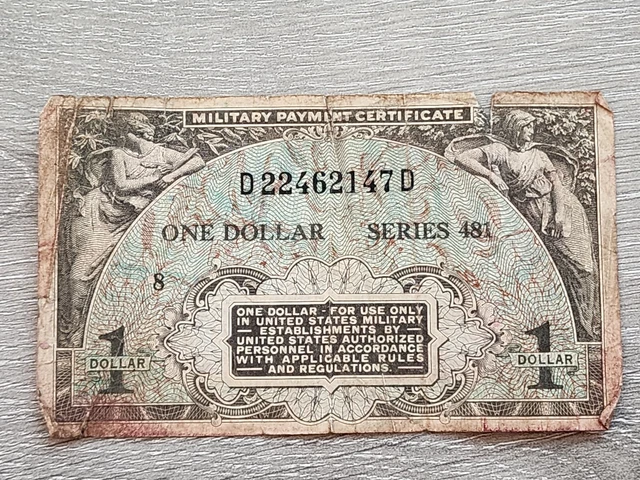 MILITARY PAYMENT CERTIFICATE
D22462147D
ONE DOLLAR SERIES 481
8
ONE DOLLAR - FOR USE ONLY
IN UNITED STATES MILITARY
ESTABLISHMENTS BY
UNITED STATES AUTHORIZED
PERSONNEL IN ACCORDANCE
WITH APPLICABLE RULES
AND REGULATIONS.
1 DOLLAR
1 DOLLAR